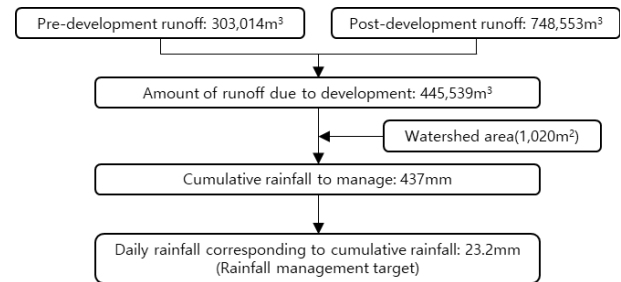 Pre-development runoff: 303,014m³
Post-development runoff: 748,553m³
Amount of runoff due to development: 445,539m³
Watershed area(1,020m²)
Cumulative rainfall to manage: 437mm
Daily rainfall corresponding to cumulative rainfall: 23.2mm
(Rainfall management target)